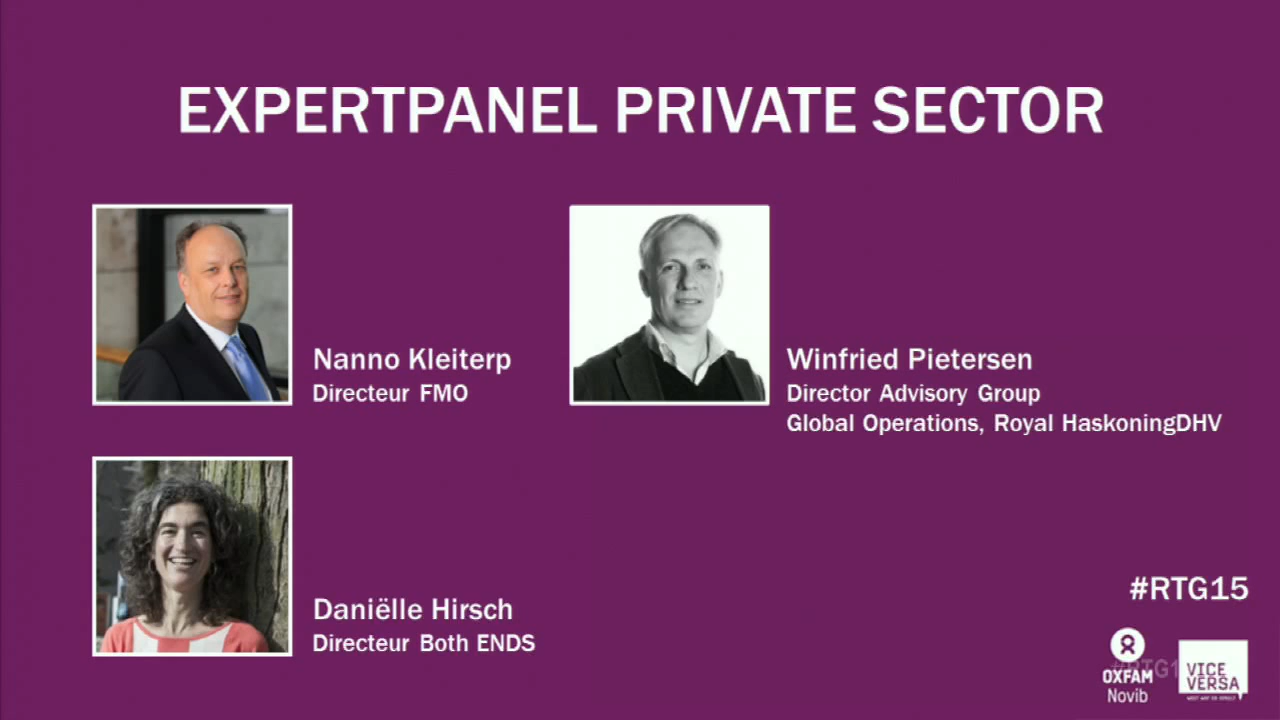 EXPERTPANEL PRIVATE SECTOR
Nanno Kleiterp
Directeur FMO
Winfried Pietersen
Director Advisory Group
Global Operations, Royal HaskoningDHV
Daniëlle Hirsch
Directeur Both ENDS
#RTG15
OXFAM
Novib
VICE
VERSA